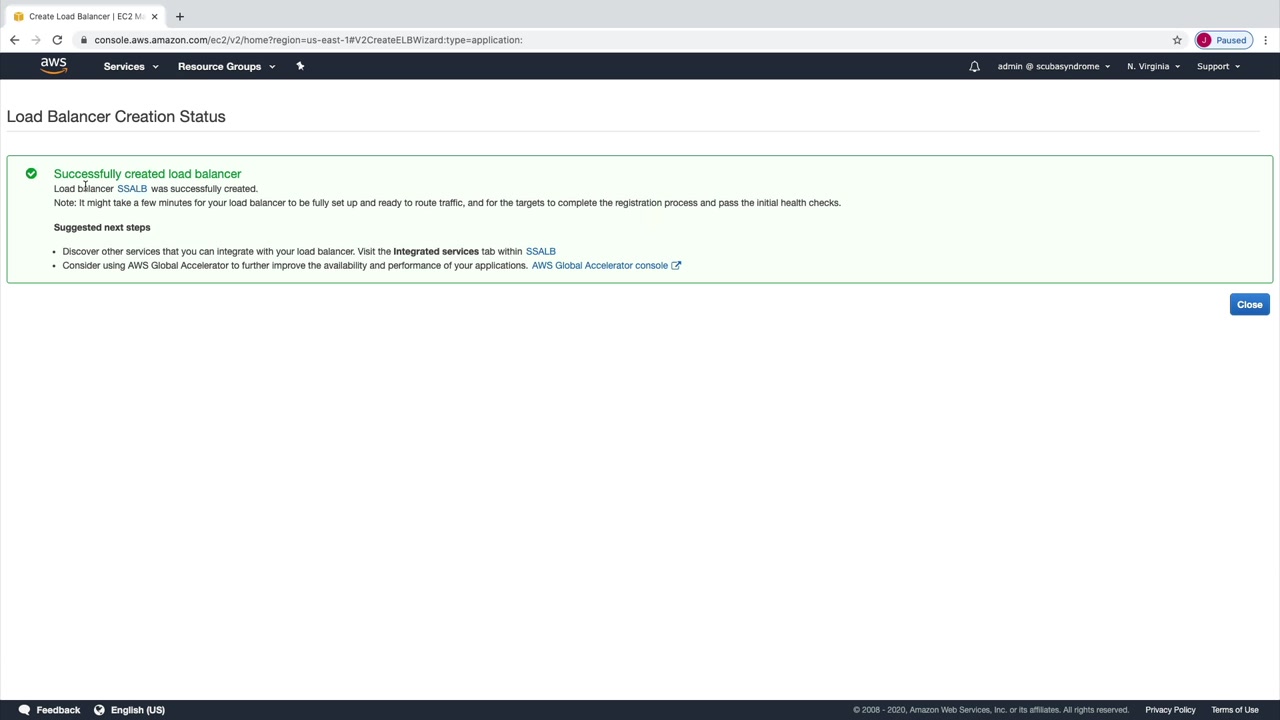 Create Load Balancer | EC2 Ma
console.aws.amazon.com/ec2/v2/home?region=us-east-1#V2CreateELBWizard:type=application:
J Paused
aws Services Resource Groups admin @ scubasyndrome N. Virginia Support
Load Balancer Creation Status
Successfully created load balancer
Load balancer SSALB was successfully created.
Note: It might take a few minutes for your load balancer to be fully set up and ready to route traffic, and for the targets to complete the registration process and pass the initial health checks.
Suggested next steps
• Discover other services that you can integrate with your load balancer. Visit the Integrated services tab within SSALB
• Consider using AWS Global Accelerator to further improve the availability and performance of your applications. AWS Global Accelerator console
Close
Feedback English (US) © 2008 - 2020, Amazon Web Services, Inc. or its affiliates. All rights reserved. Privacy Policy Terms of Use